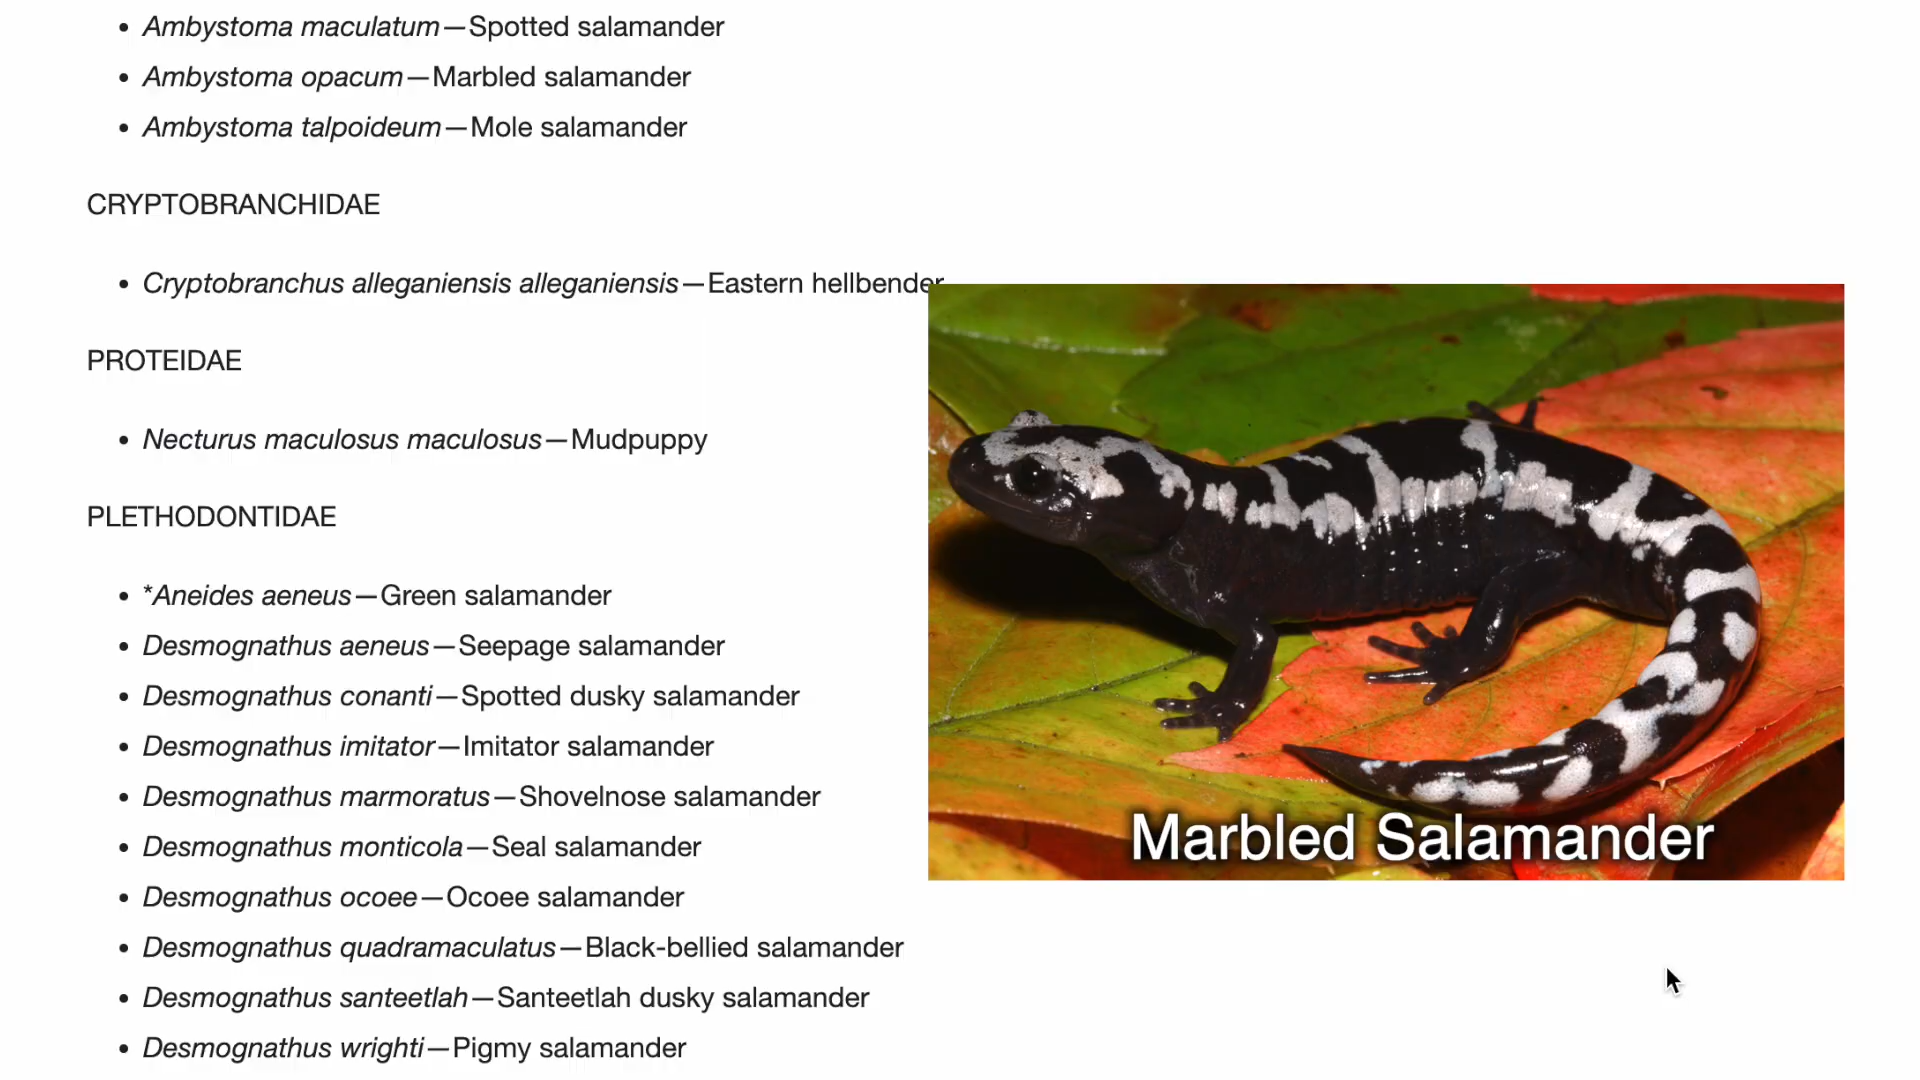 Ambystoma maculatum—Spotted salamander
Ambystoma opacum—Marbled salamander
Ambystoma talpoideum—Mole salamander
CRYPTOBRANCHIDAE
Cryptobranchus alleganiensis alleganiensis—Eastern hellbender
PROTEIDAE
Necturus maculosus maculosus—Mudpuppy
PLETHODONTIDAE
*Aneides aeneus—Green salamander
Desmognathus aeneus—Seepage salamander
Desmognathus conanti—Spotted dusky salamander
Desmognathus imitator—Imitator salamander
Desmognathus marmoratus—Shovelnose salamander
Desmognathus monticola—Seal salamander
Desmognathus ocoee—Ocoee salamander
Desmognathus quadramaculatus—Black-bellied salamander
Desmognathus santeetlah—Santeetlah dusky salamander
Desmognathus wrighti—Pigmy salamander
Marbled Salamander